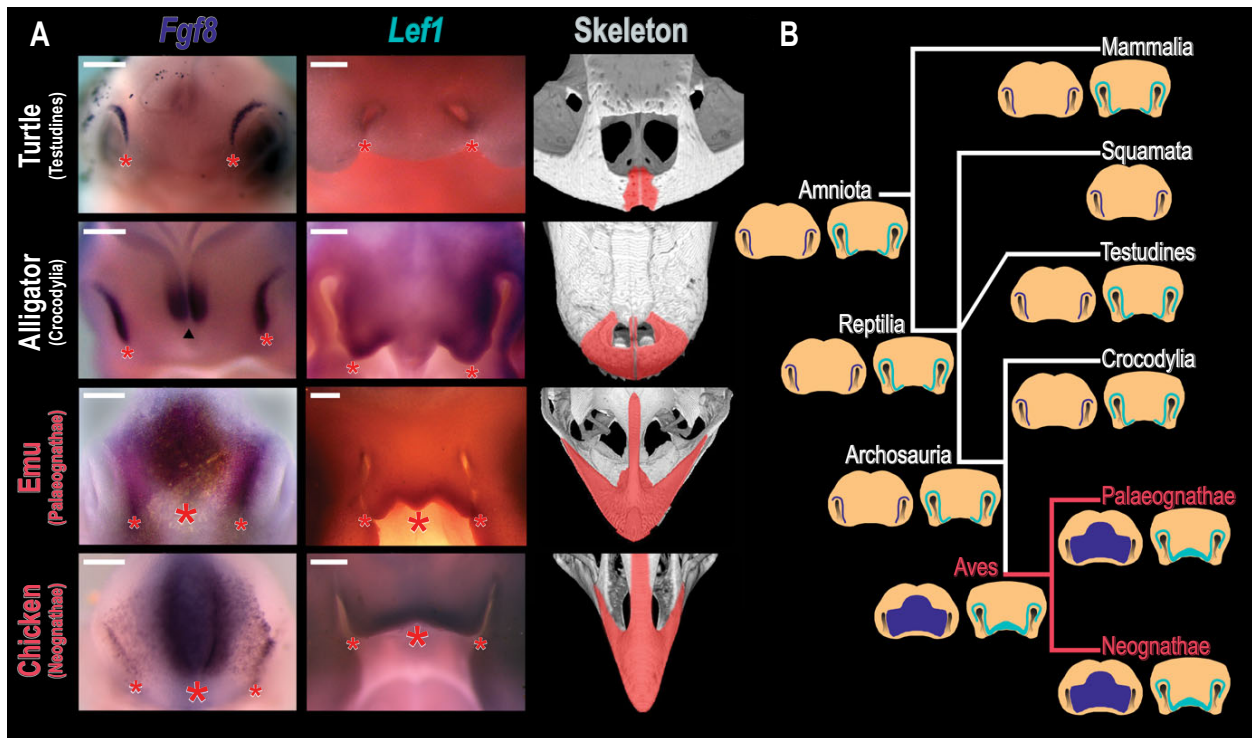 A
Fgf8
Lef1
Skeleton
Turtle
(Testudines)
Alligator
(Crocodylia)
Emu
(Palaeognathae)
Chicken
(Neognathae)
B
Mammalia
Squamata
Amniota
Testudines
Reptilia
Crocodylia
Archosauria
Palaeognathae
Aves
Neognathae